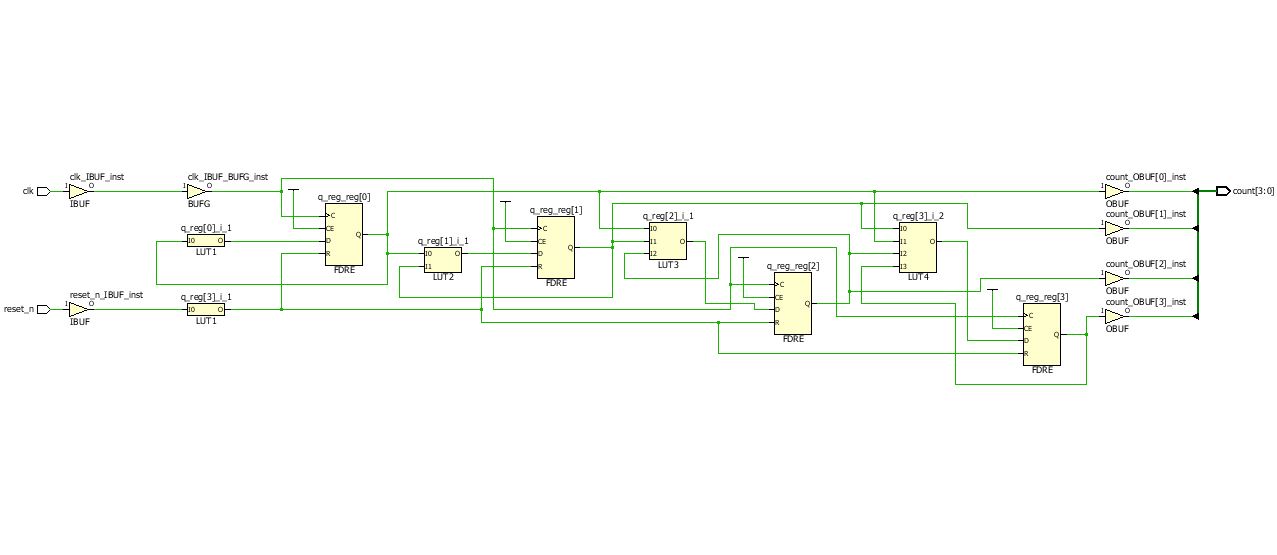 clk
clk_IBUF_inst
I
O
IBUF
clk_IBUF_BUFG_inst
I
O
BUFG
q_reg[0]_i_1
I0
O
LUT1
reset_n
reset_n_IBUF_inst
I
O
IBUF
q_reg[3]_i_1
I0
O
LUT1
q_reg_reg[0]
C
CE
D
R
Q
FDRE
q_reg[1]_i_1
I0
I1
O
LUT2
q_reg_reg[1]
C
CE
D
R
Q
FDRE
q_reg[2]_i_1
I0
I1
I2
O
LUT3
q_reg_reg[2]
C
CE
D
R
Q
FDRE
q_reg[3]_i_2
I0
I1
I2
I3
O
LUT4
q_reg_reg[3]
C
CE
D
R
Q
FDRE
count_OBUF[0]_inst
I
O
OBUF
count_OBUF[1]_inst
I
O
OBUF
count_OBUF[2]_inst
I
O
OBUF
count_OBUF[3]_inst
I
O
OBUF
count[3:0]